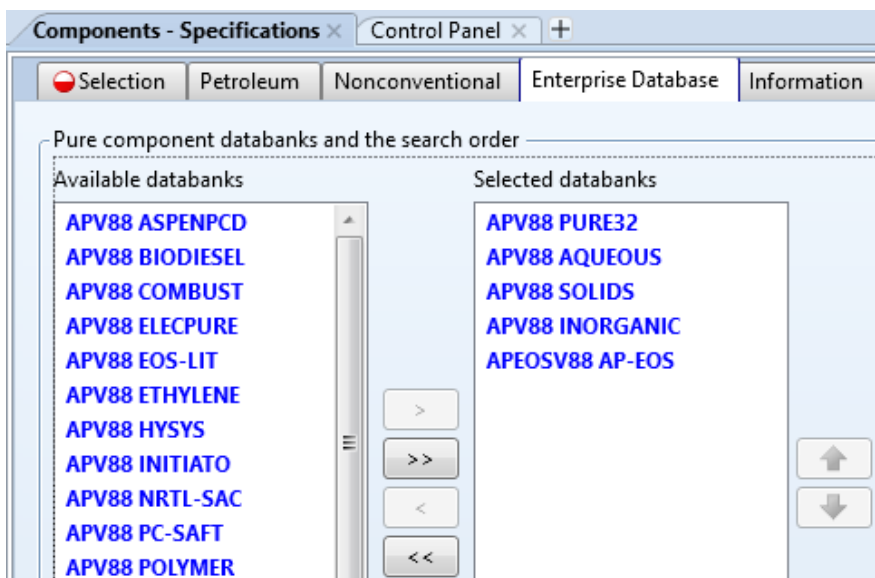 Components - Specifications × Control Panel × +
Selection Petroleum Nonconventional Enterprise Database Information
Pure component databanks and the search order
Available databanks Selected databanks
APV88 ASPENPCD APV88 PURE32
APV88 BIODIESEL APV88 AQUEOUS
APV88 COMBUST APV88 SOLIDS
APV88 ELECPURE APV88 INORGANIC
APV88 EOS-LIT APEOSV88 AP-EOS
APV88 ETHYLENE
>
APV88 HYSYS
APV88 INITIATO >>
APV88 NRTL-SAC <
APV88 PC-SAFT
APV88 POLYMER <<